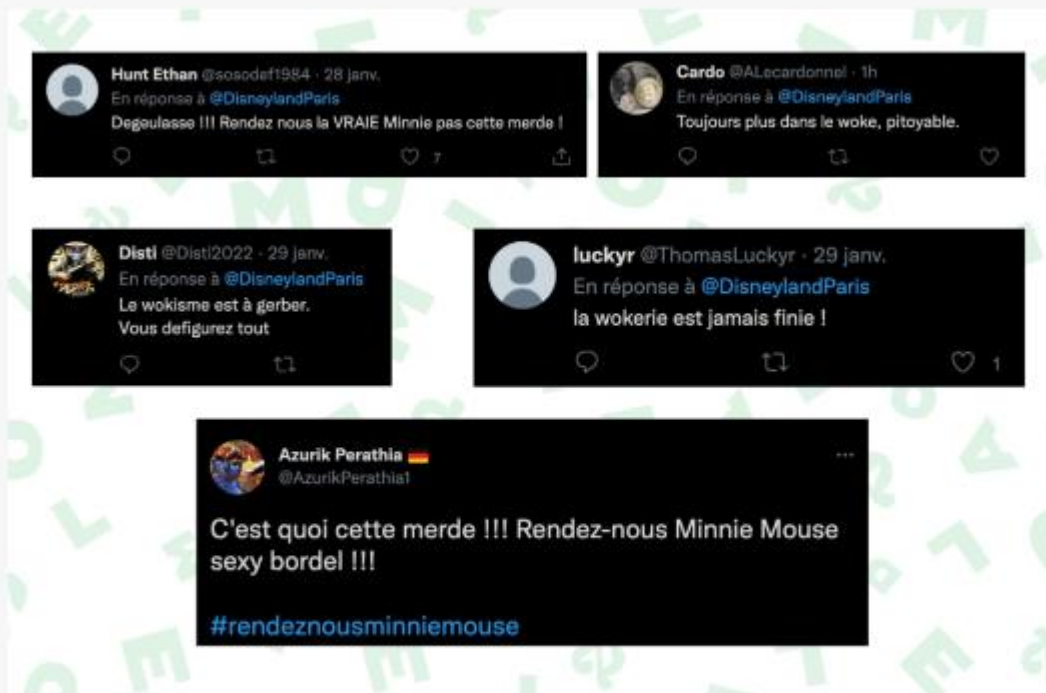 Hunt Ethan @sosodef1984 · 28 janv.
En réponse à @DisneylandParis
Degeulasse !!! Rendez nous la VRAIE Minnie pas cette merde !
7
Cardo @ALecardonnel · 1h
En réponse à @DisneylandParis
Toujours plus dans le woke, pitoyable.
Disti @Disti2022 · 29 janv.
En réponse à @DisneylandParis
Le wokisme est à gerber.
Vous defigurez tout
luckyr @ThomasLuckyr · 29 janv.
En réponse à @DisneylandParis
la wokerie est jamais finie !
1
Azurik Perathia
@AzurikPerathia1
C'est quoi cette merde !!! Rendez-nous Minnie Mouse
sexy bordel !!!
#rendeznousminniemouse